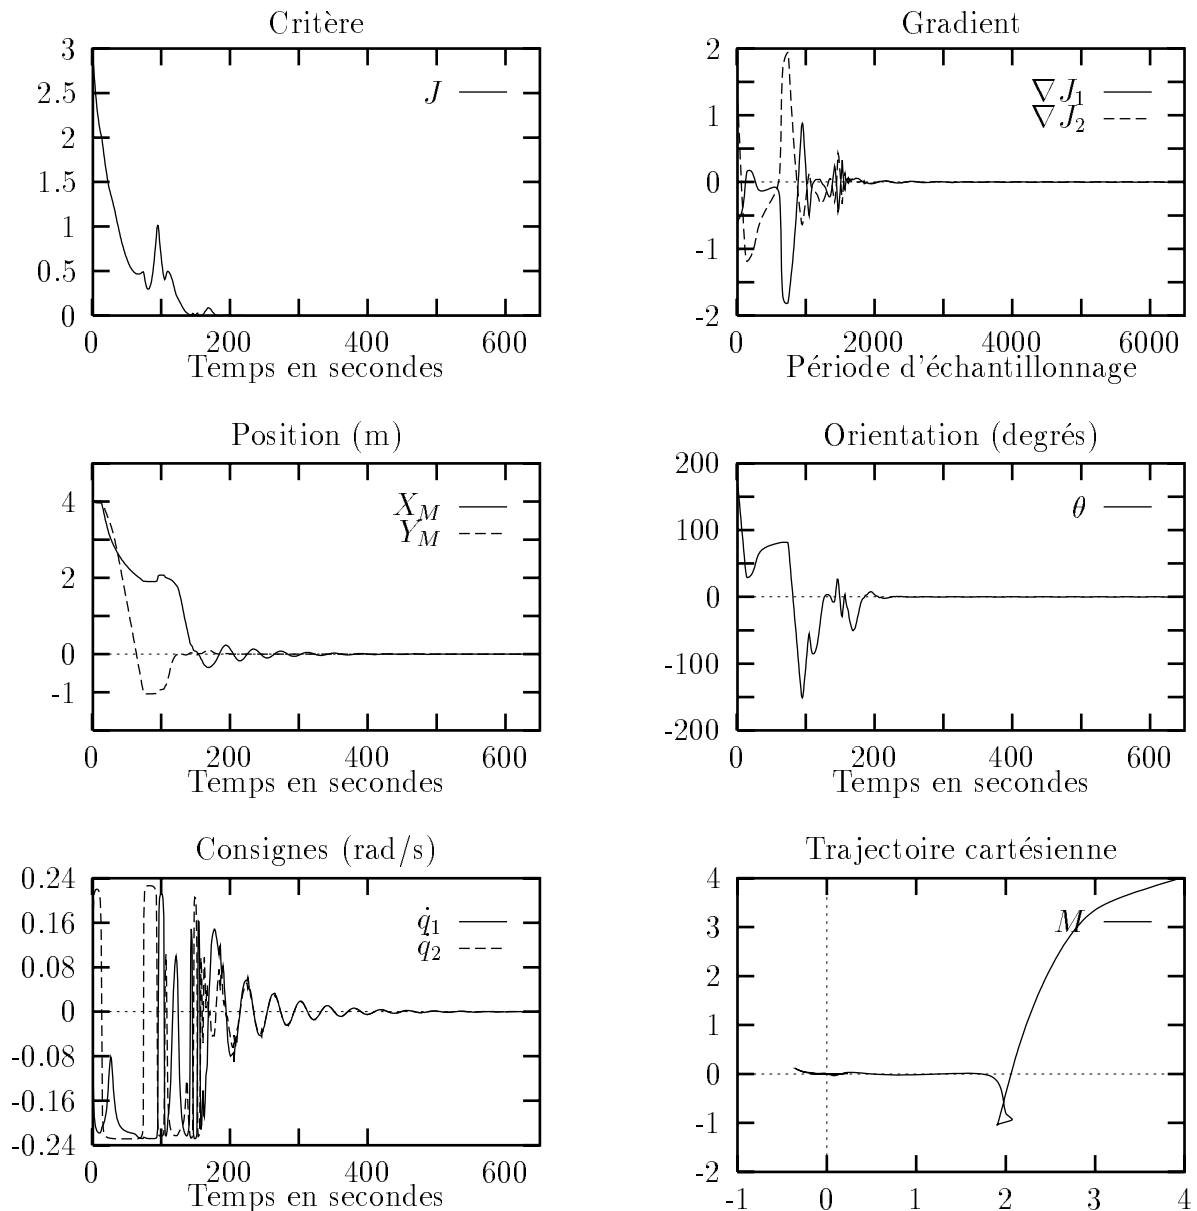 Critère
3
2.5
2
1.5
1
0.5
0
J
0 200 400 600
Temps en secondes
Gradient
2
1
0
-1
-2
∇J1
∇J2
0 2000 4000 6000
Période d'échantillonnage
Position (m)
4
2
0
-1
XM
YM
0 200 400 600
Temps en secondes
Orientation (degrés)
200
100
0
-100
-200
θ
0 200 400 600
Temps en secondes
Consignes (rad/s)
0.24
0.16
0.08
0
-0.08
-0.16
-0.24
q̇1
q̇2
0 200 400 600
Temps en secondes
Trajectoire cartésienne
4
3
2
1
0
-1
-2
M
-1 0 1 2 3 4